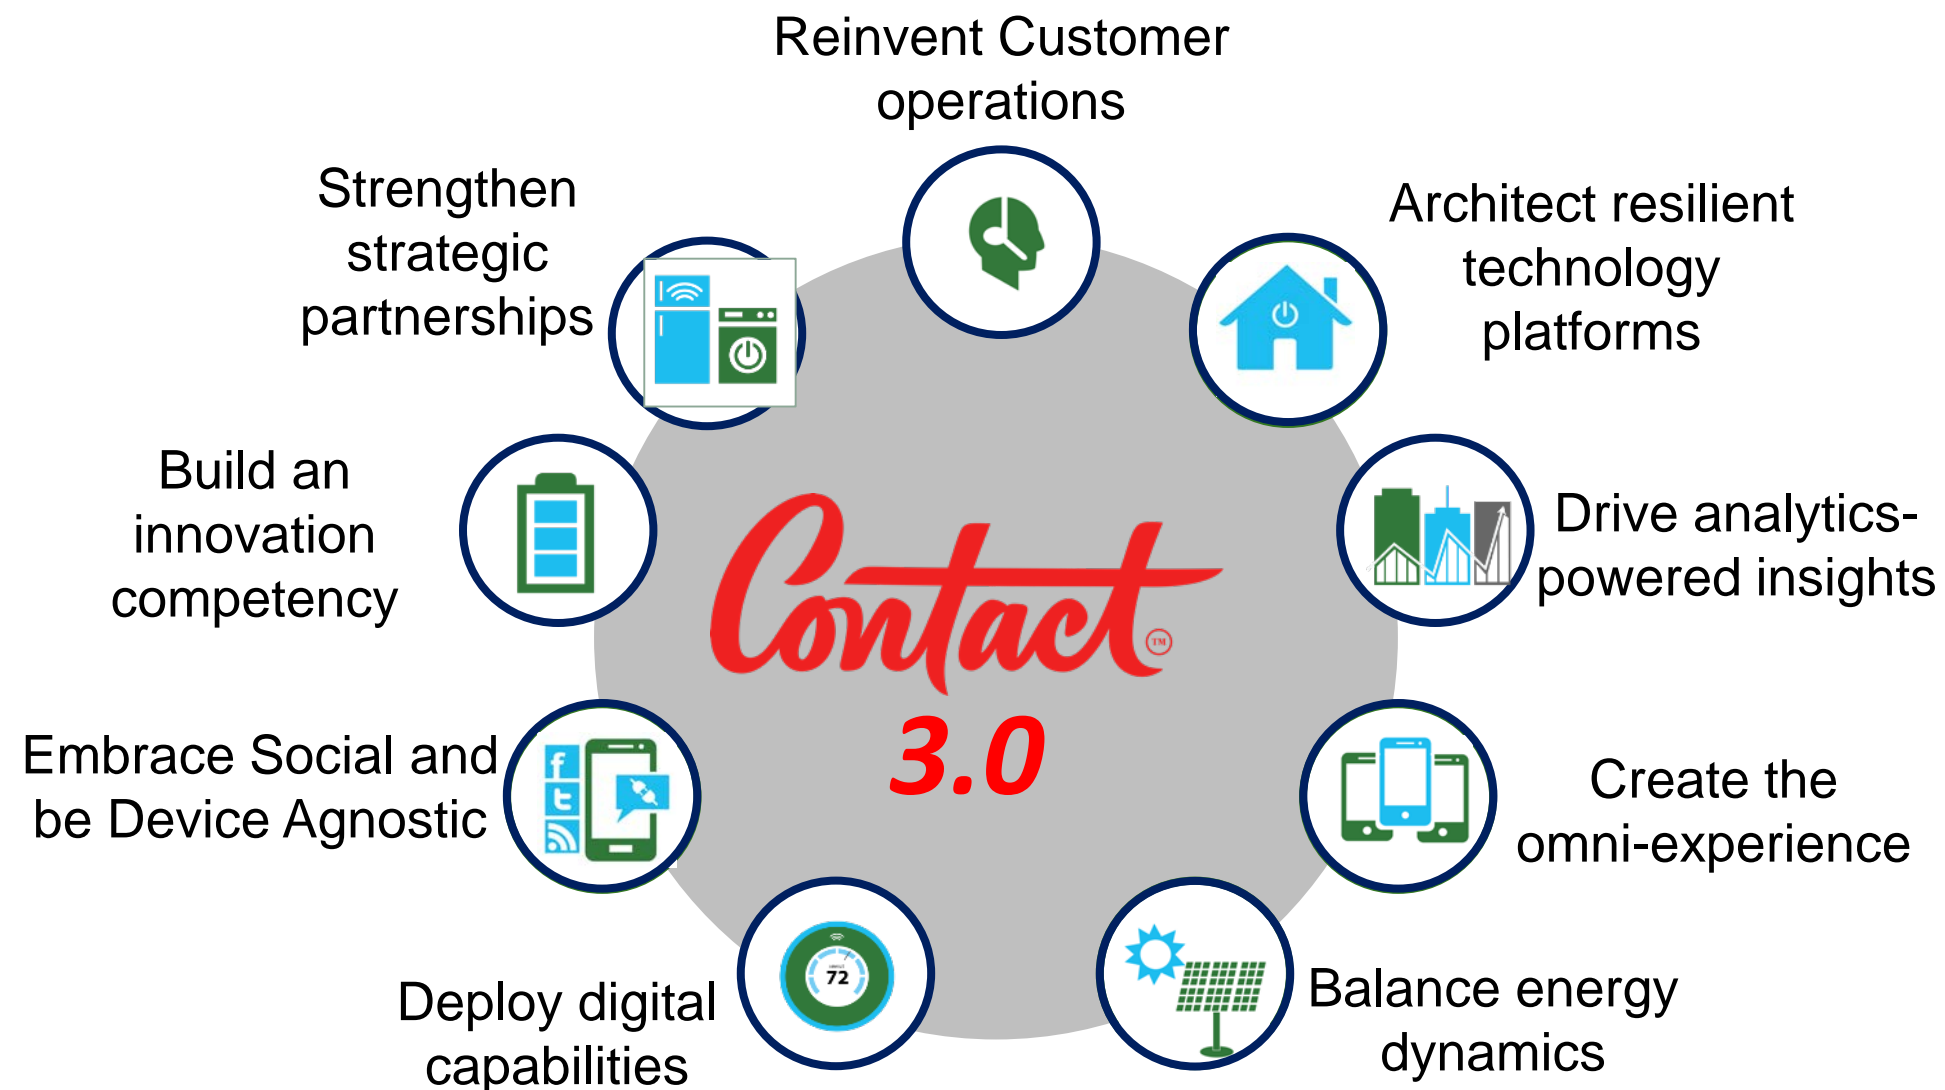 Reinvent Customer
operations
Strengthen
strategic
partnerships
Architect resilient
technology
platforms
Build an
innovation
competency
Drive analytics-
powered insights
Contact TM
3.0
Embrace Social and
be Device Agnostic
f
t
Create the
omni-experience
72
Deploy digital
capabilities
Balance energy
dynamics